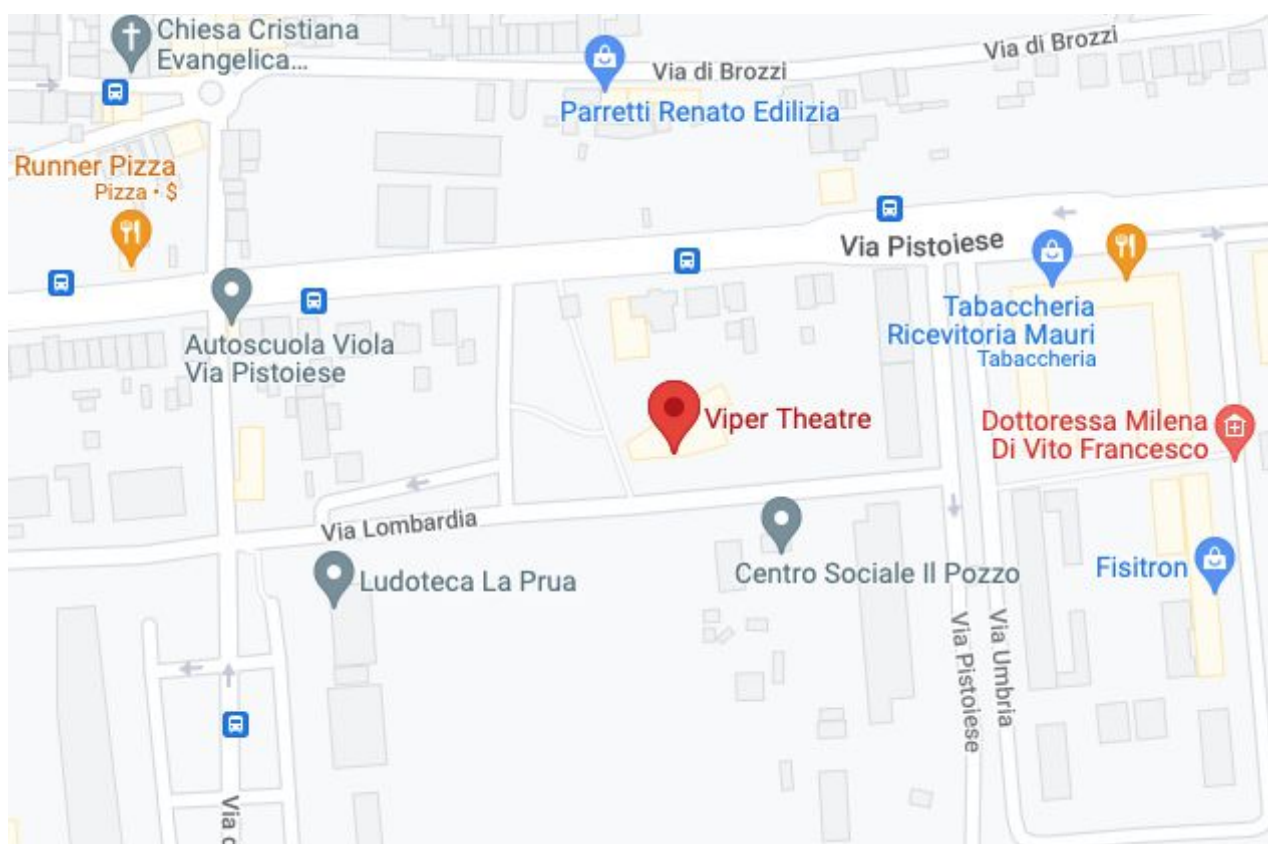 Chiesa Cristiana
Evangelica...
Via di Brozzi
Via di Brozzi
Parretti Renato Edilizia
Runner Pizza
Pizza • $
Via Pistoiese
Tabaccheria
Ricevitoria Mauri
Tabaccheria
Autoscuola Viola
Via Pistoiese
Viper Theatre
Dottoressa Milena
Di Vito Francesco
Via Lombardia
Ludoteca La Prua
Centro Sociale Il Pozzo
Fisitron
Via Pistoiese
Via Umbria
Via d